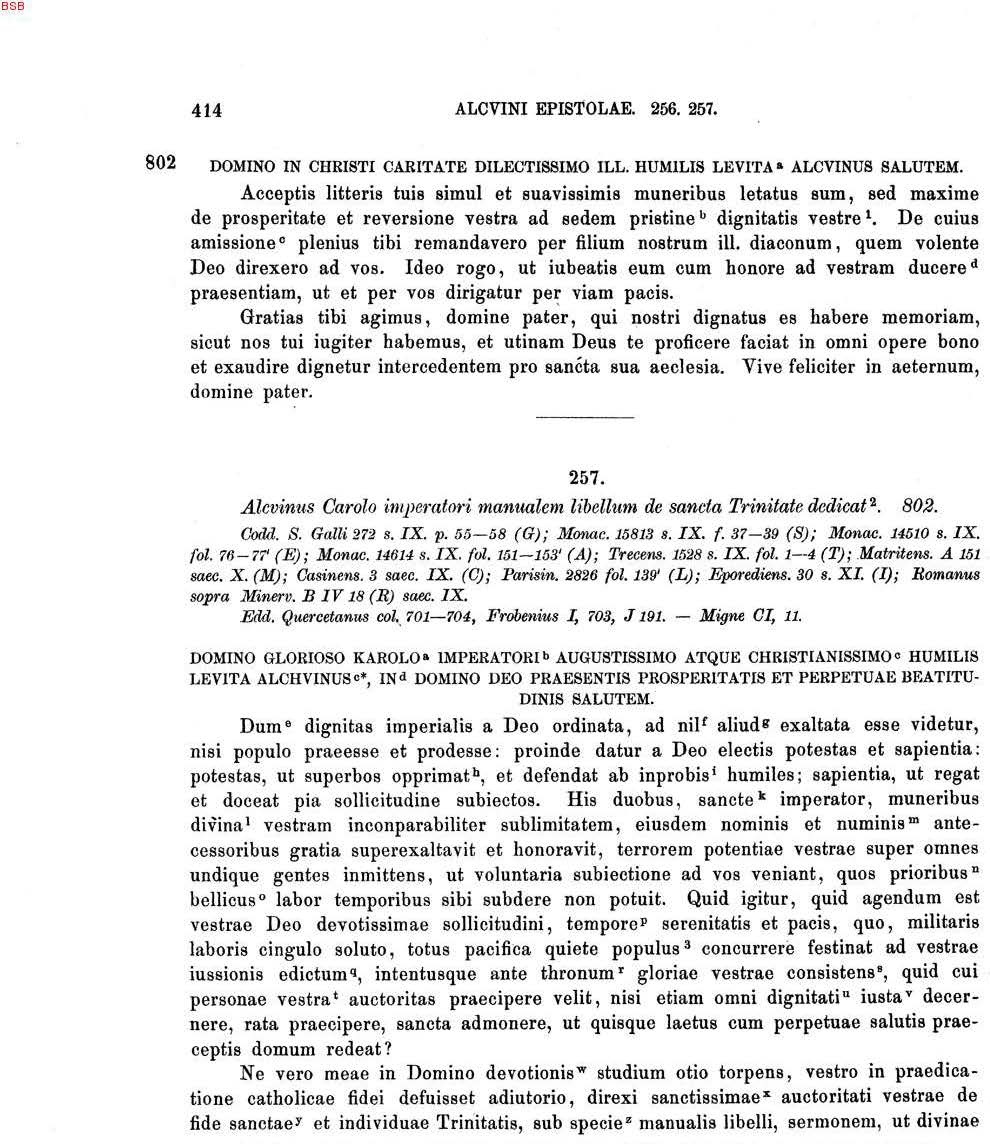 BSB
414 ALCVINI EPISTOLAE. 256. 257.
802 DOMINO IN CHRISTI CARITATE DILECTISSIMO ILL. HUMILIS LEVITA ᵃ ALCVINUS SALUTEM.
Acceptis litteris tuis simul et suavissimis muneribus letatus sum, sed maxime
de prosperitate et reversione vestra ad sedem pristine ᵇ dignitatis vestre ¹. De cuius
amissione ᶜ plenius tibi remandavero per filium nostrum ill. diaconum, quem volente
Deo direxero ad vos. Ideo rogo, ut iubeatis eum cum honore ad vestram ducere ᵈ
praesentiam, ut et per vos dirigatur per viam pacis.
Gratias tibi agimus, domine pater, qui nostri dignatus es habere memoriam,
sicut nos tui iugiter habemus, et utinam Deus te proficere faciat in omni opere bono
et exaudire dignetur intercedentem pro sancta sua aeclesia. Vive feliciter in aeternum,
domine pater.
257.
Alcvinus Carolo imperatori manualem libellum de sancta Trinitate dedicat ². 802.
Codd. S. Galli 272 s. IX. p. 55—58 (G); Monac. 15813 s. IX. f. 37—39 (S); Monac. 14510 s. IX.
fol. 76—77' (E); Monac. 14614 s. IX. fol. 151—153' (A); Trecens. 1528 s. IX. fol. 1—4 (T); Matritens. A 151
saec. X. (M); Casinens. 3 saec. IX. (C); Parisin. 2826 fol. 139' (L); Eporediens. 30 s. XI. (I); Romanus
sopra Minerv. B IV 18 (R) saec. IX.
Edd. Quercetanus col. 701—704, Frobenius I, 703, J 191. — Migne CI, 11.
DOMINO GLORIOSO KAROLO ᵃ IMPERATORI ᵇ AUGUSTISSIMO ATQUE CHRISTIANISSIMO ᶜ HUMILIS
LEVITA ALCHVINUS ᶜ*, IN ᵈ DOMINO DEO PRAESENTIS PROSPERITATIS ET PERPETUAE BEATITU-
DINIS SALUTEM.
Dum ᵉ dignitas imperialis a Deo ordinata, ad nil ᶠ aliud ᵍ exaltata esse videtur,
nisi populo praeesse et prodesse: proinde datur a Deo electis potestas et sapientia:
potestas, ut superbos opprimat ʰ, et defendat ab inprobis ⁱ humiles; sapientia, ut regat
et doceat pia sollicitudine subiectos. His duobus, sancte ᵏ imperator, muneribus
divina ˡ vestram inconparabiliter sublimitatem, eiusdem nominis et numinis ᵐ ante-
cessoribus gratia superexaltavit et honoravit, terrorem potentiae vestrae super omnes
undique gentes inmittens, ut voluntaria subiectione ad vos veniant, quos prioribus ⁿ
bellicus ᵒ labor temporibus sibi subdere non potuit. Quid igitur, quid agendum est
vestrae Deo devotissimae sollicitudini, tempore ᵖ serenitatis et pacis, quo, militaris
laboris cingulo soluto, totus pacifica quiete populus ³ concurrere festinat ad vestrae
iussionis edictum ^q, intentusque ante thronum ʳ gloriae vestrae consistens ˢ, quid cui
personae vestra ᵗ auctoritas praecipere velit, nisi etiam omni dignitati ᵘ iusta ᵛ decer-
nere, rata praecipere, sancta admonere, ut quisque laetus cum perpetuae salutis prae-
ceptis domum redeat?
Ne vero meae in Domino devotionis ʷ studium otio torpens, vestro in praedica-
tione catholicae fidei defuisset adiutorio, direxi sanctissimae ˣ auctoritati vestrae de
fide sanctae ʸ et individuae Trinitatis, sub specie ᶻ manualis libelli, sermonem, ut divinae